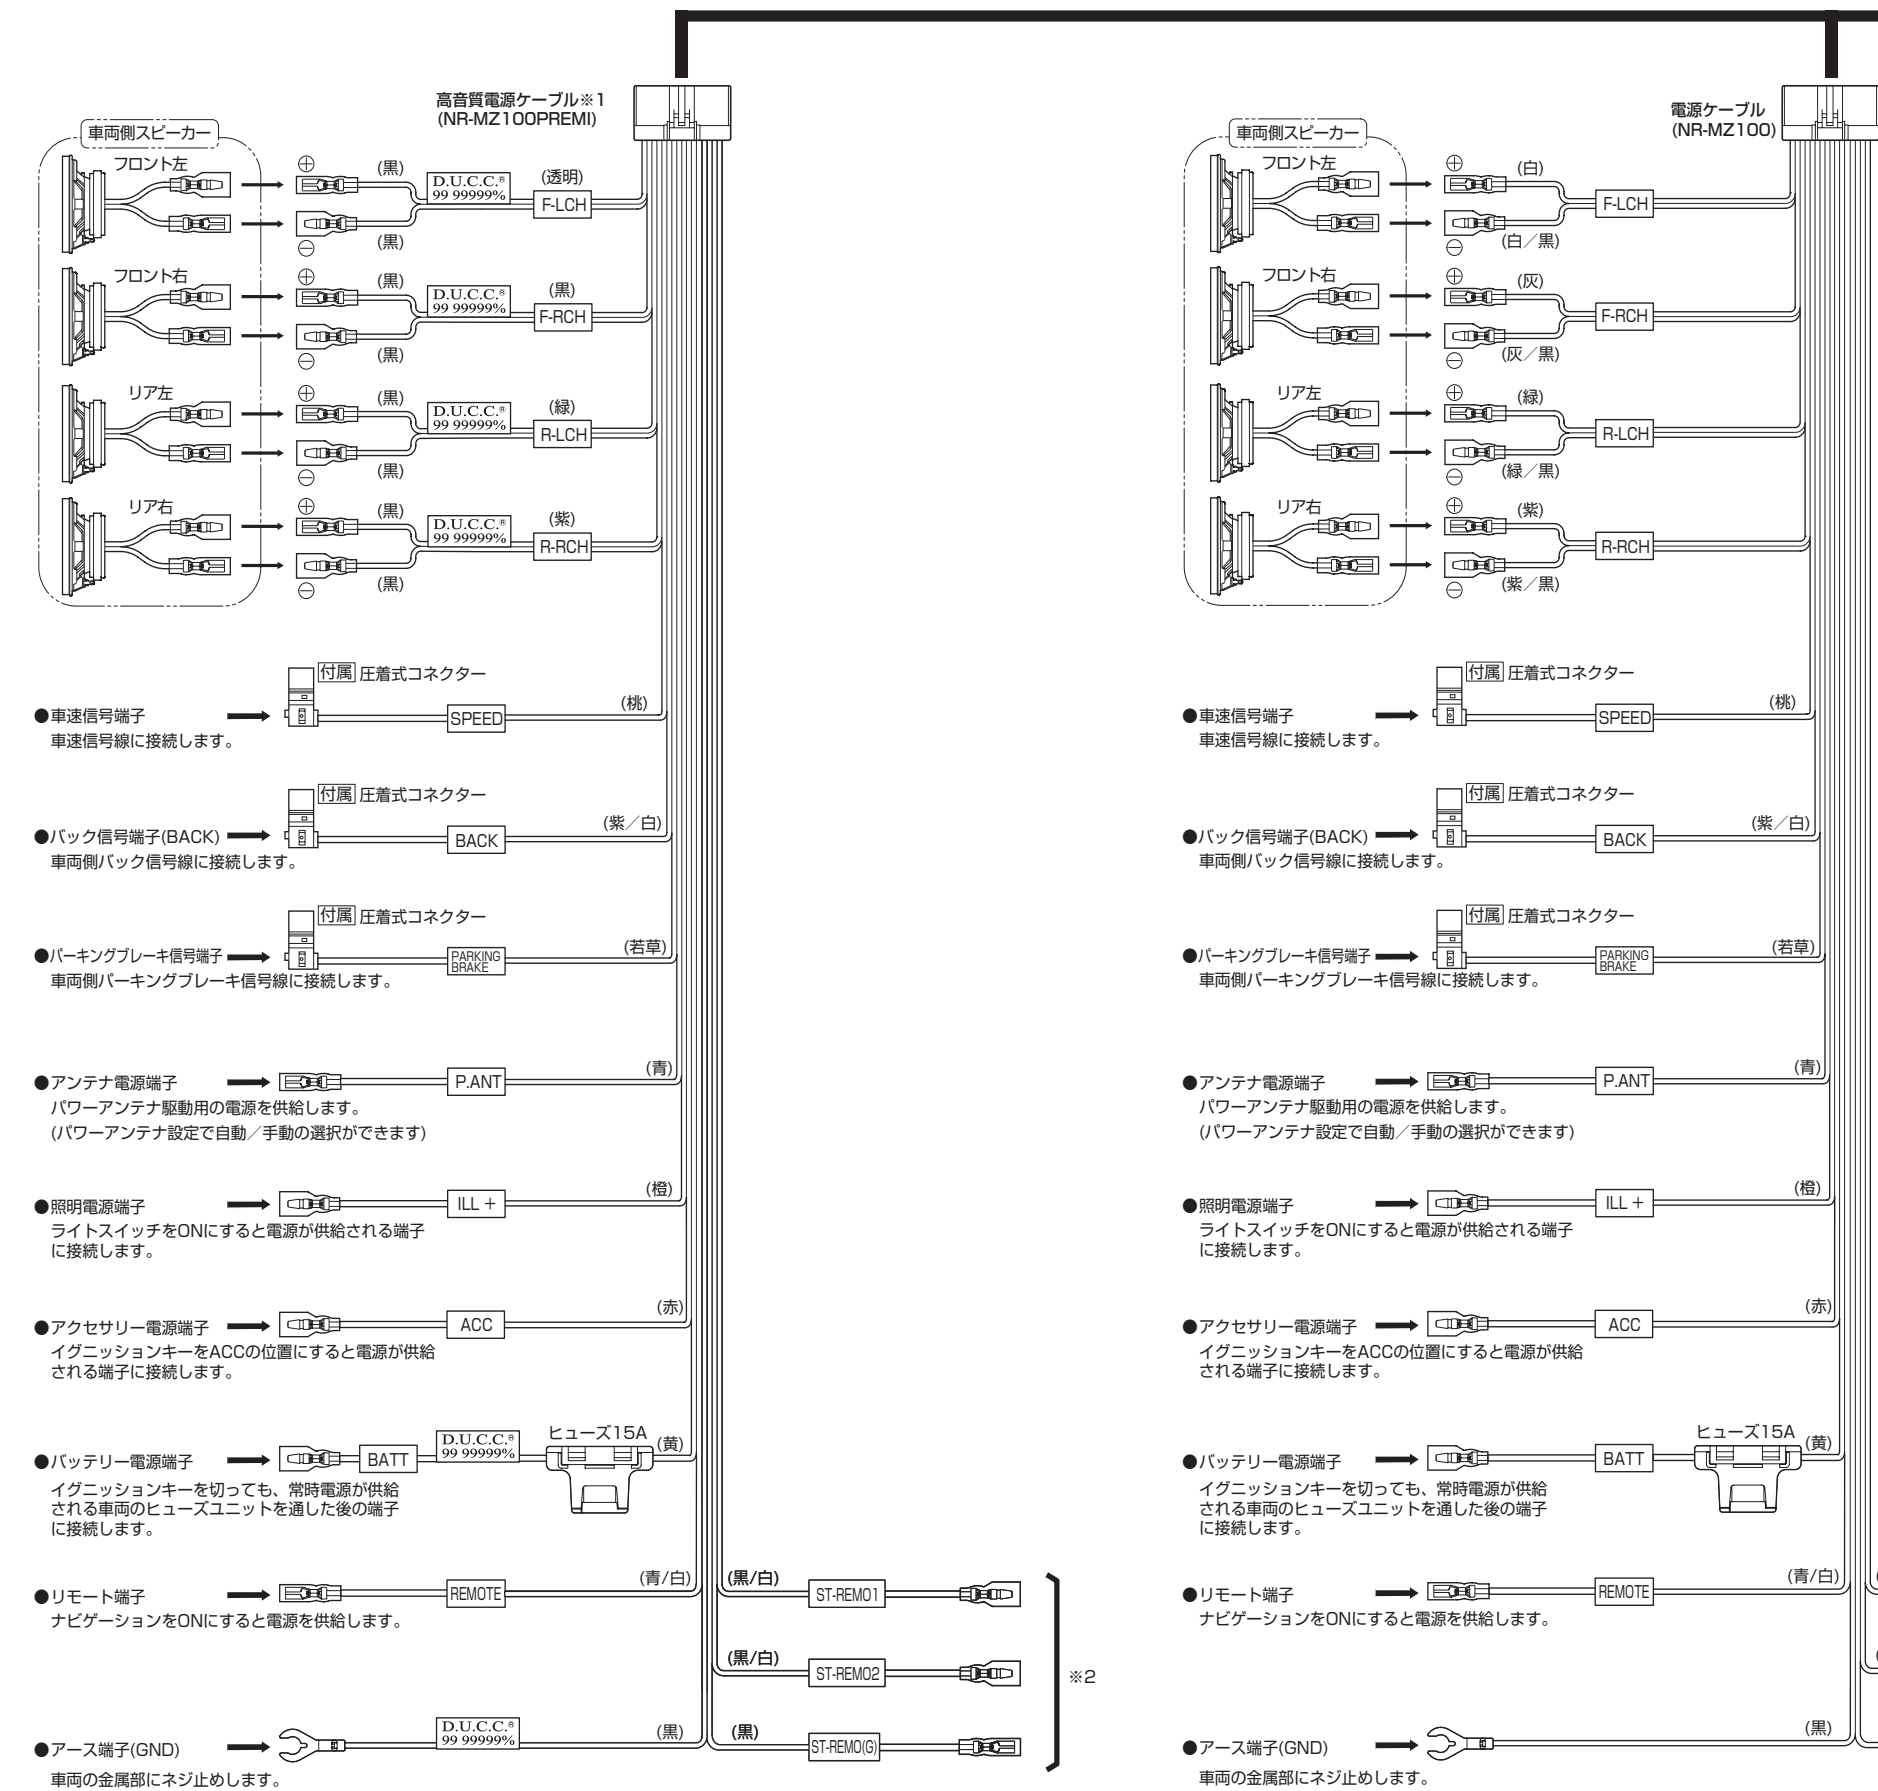 高音質電源ケーブル※1
(NR-MZ100PREMI)
車両側スピーカー
フロント左
⊕
(黒)
D.U.C.C.®
99 99999%
(透明)
F-LCH
(黒)
⊖
フロント右
⊕
(黒)
D.U.C.C.®
99 99999%
(黒)
F-RCH
(黒)
⊖
リア左
⊕
(黒)
D.U.C.C.®
99 99999%
(緑)
R-LCH
(黒)
⊖
リア右
⊕
(黒)
D.U.C.C.®
99 99999%
(紫)
R-RCH
(黒)
⊖
付属 圧着式コネクター
●車速信号端子
SPEED
(桃)
車速信号線に接続します。
付属 圧着式コネクター
●バック信号端子(BACK)
BACK
(紫／白)
車両側バック信号線に接続します。
付属 圧着式コネクター
●パーキングブレーキ信号端子
PARKING
BRAKE
(若草)
車両側パーキングブレーキ信号線に接続します。
●アンテナ電源端子
P.ANT
(青)
パワーアンテナ駆動用の電源を供給します。
(パワーアンテナ設定で自動／手動の選択ができます)
●照明電源端子
ILL +
(橙)
ライトスイッチをONにすると電源が供給される端子
に接続します。
●アクセサリー電源端子
ACC
(赤)
イグニッションキーをACCの位置にすると電源が供給
される端子に接続します。
●バッテリー電源端子
BATT
D.U.C.C.®
99 99999%
ヒューズ15A
(黄)
イグニッションキーを切っても、常時電源が供給
される車両のヒューズユニットを通した後の端子
に接続します。
●リモート端子
REMOTE
(青/白)
ナビゲーションをONにすると電源を供給します。
(黒/白)
ST-REMO1
(黒/白)
ST-REMO2
※2
(黒)
ST-REMO(G)
●アース端子(GND)
D.U.C.C.®
99 99999%
(黒)
車両の金属部にネジ止めします。
電源ケーブル
(NR-MZ100)
車両側スピーカー
フロント左
⊕
(白)
F-LCH
(白／黒)
⊖
フロント右
⊕
(灰)
F-RCH
(灰／黒)
⊖
リア左
⊕
(緑)
R-LCH
(緑／黒)
⊖
リア右
⊕
(紫)
R-RCH
(紫／黒)
⊖
付属 圧着式コネクター
●車速信号端子
SPEED
(桃)
車速信号線に接続します。
付属 圧着式コネクター
●バック信号端子(BACK)
BACK
(紫／白)
車両側バック信号線に接続します。
付属 圧着式コネクター
●パーキングブレーキ信号端子
PARKING
BRAKE
(若草)
車両側パーキングブレーキ信号線に接続します。
●アンテナ電源端子
P.ANT
(青)
パワーアンテナ駆動用の電源を供給します。
(パワーアンテナ設定で自動／手動の選択ができます)
●照明電源端子
ILL +
(橙)
ライトスイッチをONにすると電源が供給される端子
に接続します。
●アクセサリー電源端子
ACC
(赤)
イグニッションキーをACCの位置にすると電源が供給
される端子に接続します。
●バッテリー電源端子
BATT
ヒューズ15A
(黄)
イグニッションキーを切っても、常時電源が供給
される車両のヒューズユニットを通した後の端子
に接続します。
●リモート端子
REMOTE
(青/白)
ナビゲーションをONにすると電源を供給します。
●アース端子(GND)
(黒)
車両の金属部にネジ止めします。